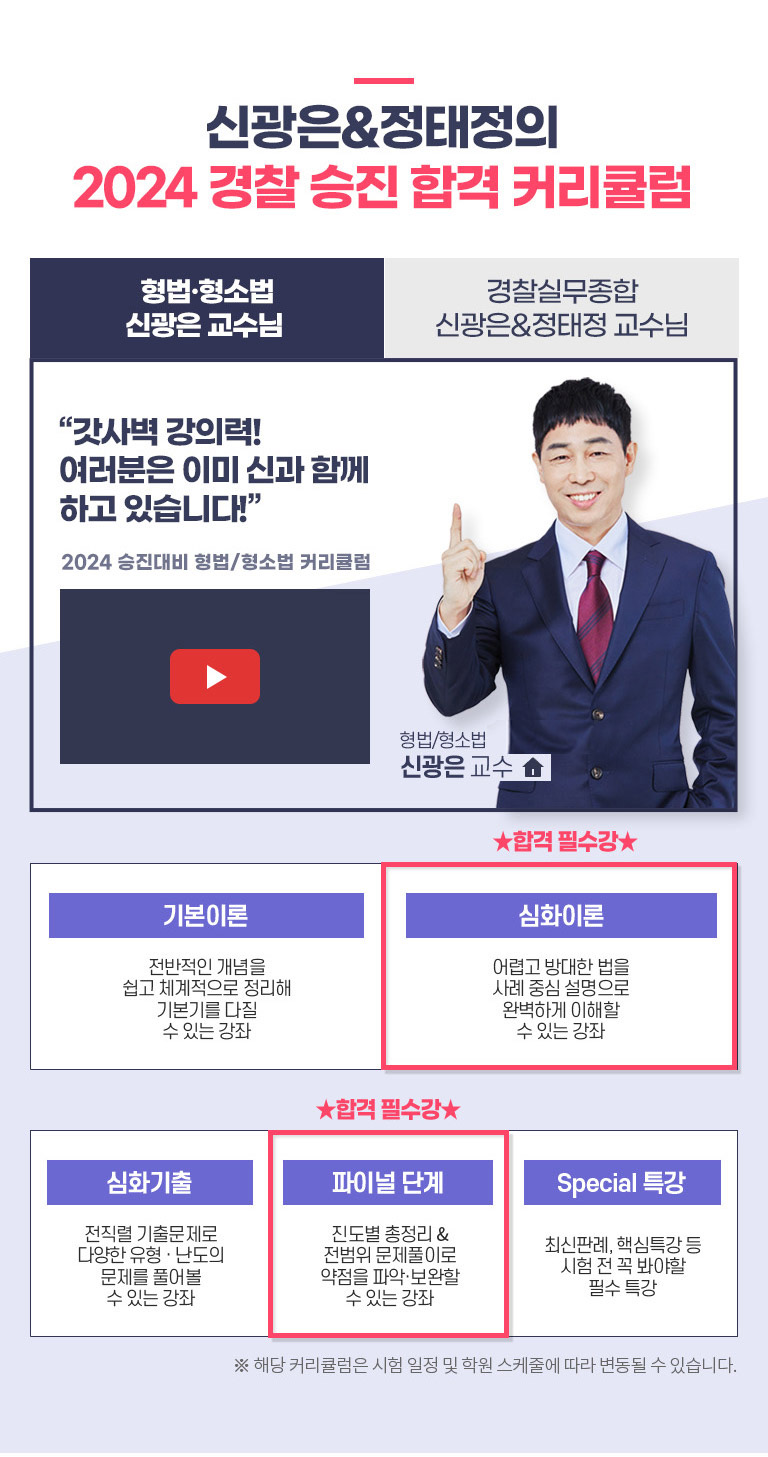 신광은&정태정의
2024 경찰 승진 합격 커리큘럼
형법·형소법
신광은 교수님
경찰실무종합
신광은&정태정 교수님
“갓사벽 강의력!
여러분은 이미 신과 함께
하고 있습니다!”
2024 승진대비 형법/형소법 커리큘럼
형법/형소법
신광은 교수
★합격 필수강★
기본이론
전반적인 개념을
쉽고 체계적으로 정리해
기본기를 다질
수 있는 강좌
심화이론
어렵고 방대한 법을
사례 중심 설명으로
완벽하게 이해할
수 있는 강좌
★합격 필수강★
심화기출
전직렬 기출문제로
다양한 유형·난도의
문제를 풀어볼
수 있는 강좌
파이널 단계
진도별 총정리 &
전범위 문제풀이로
약점을 파악·보완할
수 있는 강좌
Special 특강
최신판례, 핵심특강 등
시험 전 꼭 봐야할
필수 특강
※ 해당 커리큘럼은 시험 일정 및 학원 스케줄에 따라 변동될 수 있습니다.